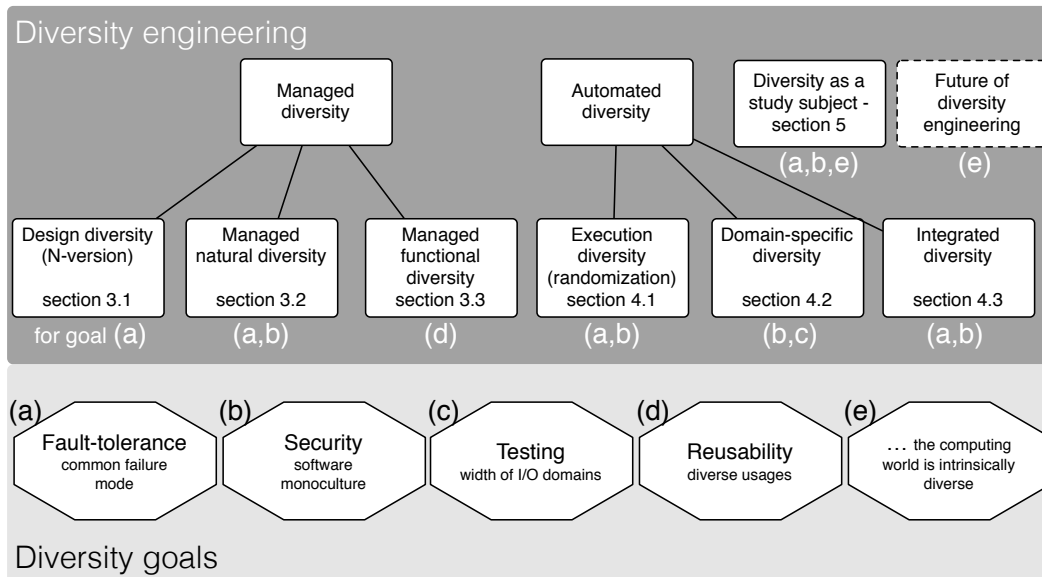 Diversity engineering
Managed
diversity
Automated
diversity
Diversity as a
study subject -
section 5
(a,b,e)
Future of
diversity
engineering
(e)
Design diversity
(N-version)
section 3.1
for goal (a)
Managed
natural diversity
section 3.2
(a,b)
Managed
functional
diversity
section 3.3
(d)
Execution
diversity
(randomization)
section 4.1
(a,b)
Domain-specific
diversity
section 4.2
(b,c)
Integrated
diversity
section 4.3
(a,b)
(a)
Fault-tolerance
common failure
mode
(b)
Security
software
monoculture
(c)
Testing
width of I/O domains
(d)
Reusability
diverse usages
(e)
... the computing
world is intrinsically
diverse
Diversity goals